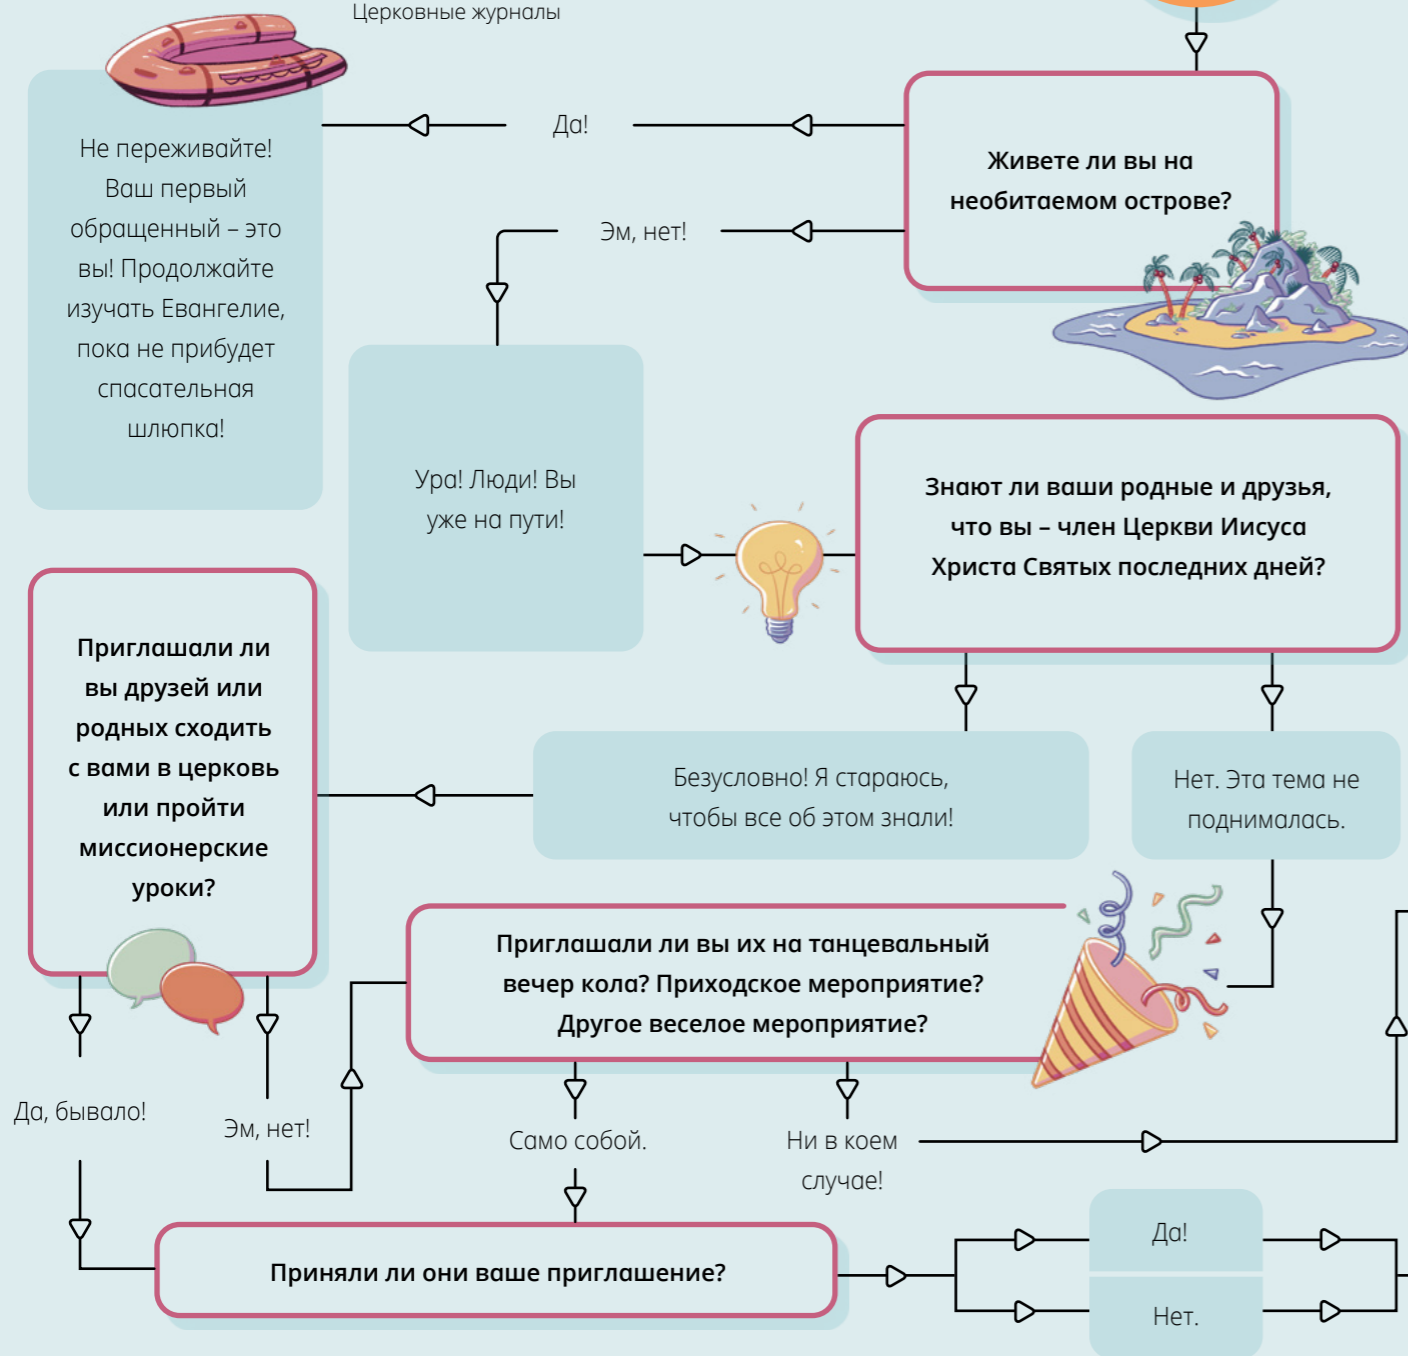 Церковные журналы
Да!
Не переживайте!
Ваш первый
обращенный – это
вы! Продолжайте
изучать Евангелие,
пока не прибудет
спасательная
шлюпка!
Живете ли вы на
необитаемом острове?
Эм, нет!
Ура! Люди! Вы
уже на пути!
Знают ли ваши родные и друзья,
что вы – член Церкви Иисуса
Христа Святых последних дней?
Приглашали ли
вы друзей или
родных сходить
с вами в церковь
или пройти
миссионерские
уроки?
Безусловно! Я стараюсь,
чтобы все об этом знали!
Нет. Эта тема не
поднималась.
Приглашали ли вы их на танцевальный
вечер кола? Приходское мероприятие?
Другое веселое мероприятие?
Да, бывало!
Эм, нет!
Само собой.
Ни в коем
случае!
Приняли ли они ваше приглашение?
Да!
Нет.